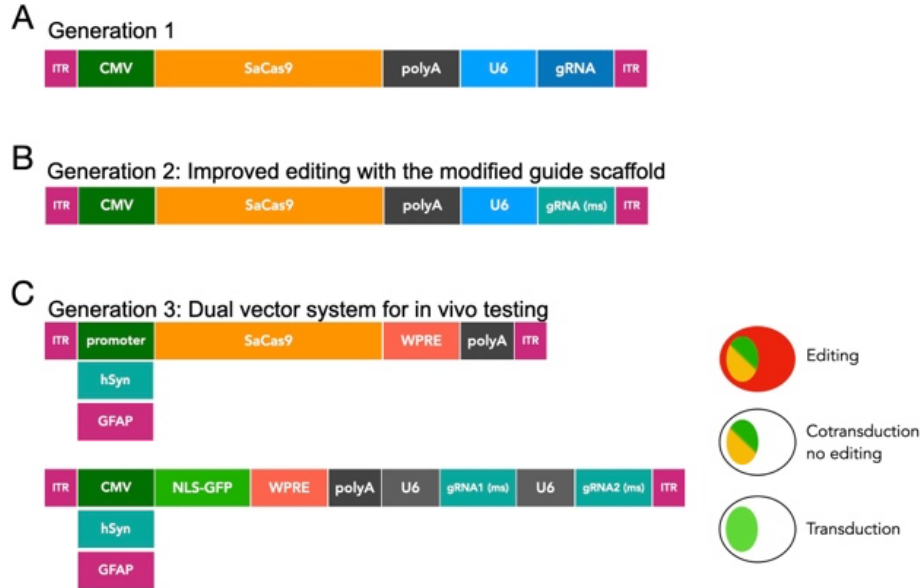 A
Generation 1
ITR CMV SaCas9 polyA U6 gRNA ITR
B
Generation 2: Improved editing with the modified guide scaffold
ITR CMV SaCas9 polyA U6 gRNA (ms) ITR
C
Generation 3: Dual vector system for in vivo testing
ITR promoter SaCas9 WPRE polyA ITR
hSyn
GFAP
ITR CMV NLS-GFP WPRE polyA U6 gRNA1 (ms) U6 gRNA2 (ms) ITR
hSyn
GFAP
Editing
Cotransduction
no editing
Transduction